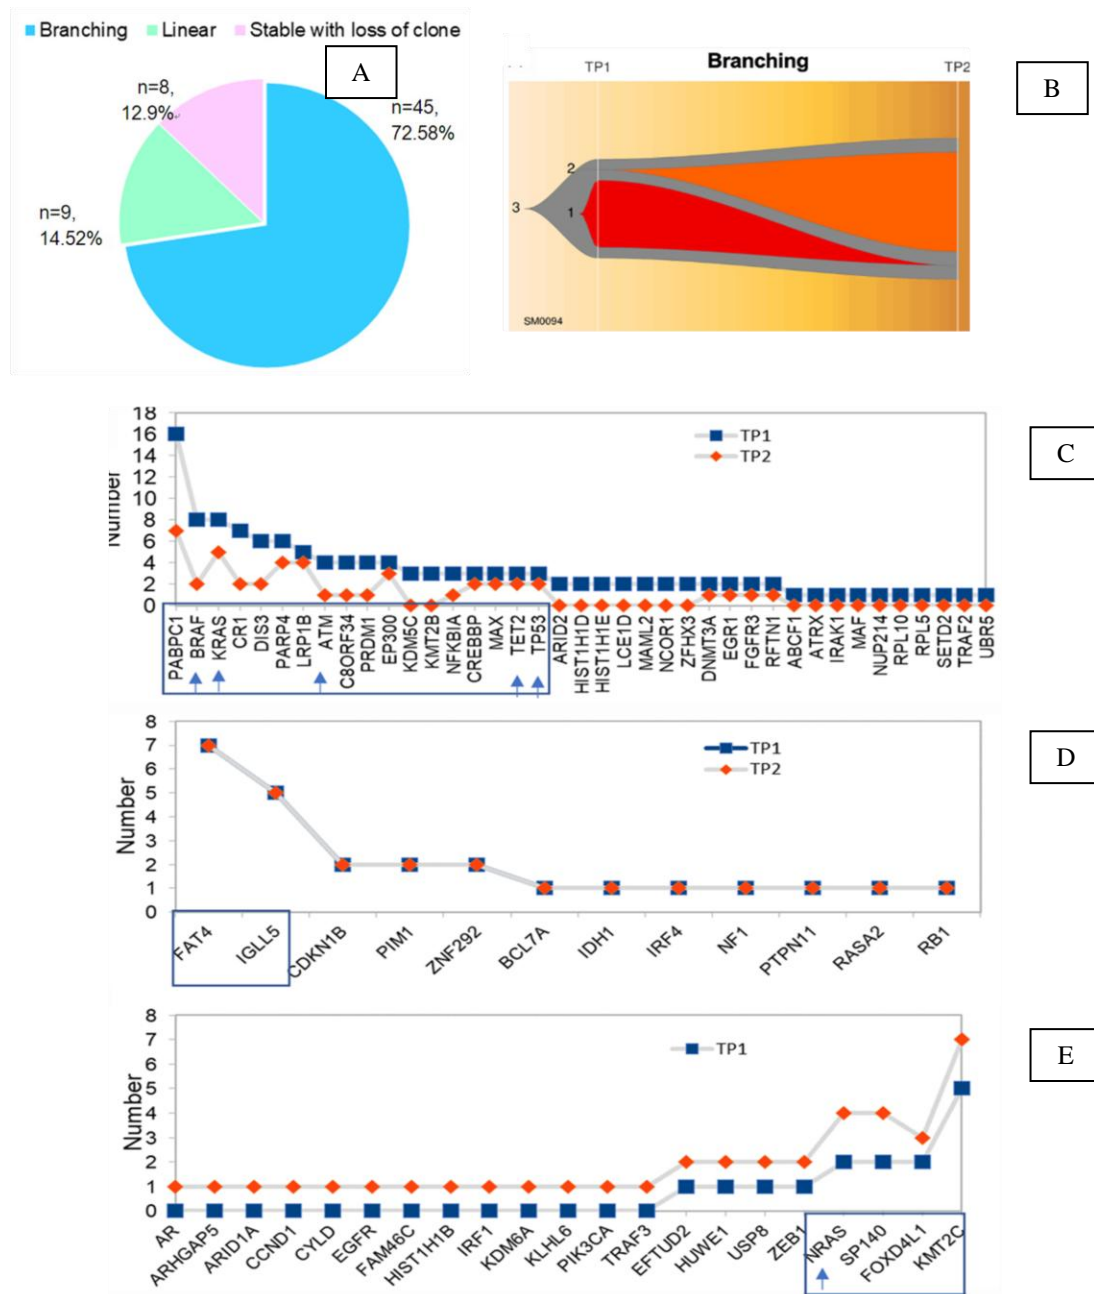 Branching Linear Stable with loss of clone
A
n=8,
12.9%
n=45,
72.58%
n=9,
14.52%
Branching
TP1
TP2
B
2
3
1
SM0094
18
16
14
12
10
8
6
4
2
0
Number
TP1
TP2
C
PABPC1
BRAF
KRAS
CR1
DIS3
PARP4
LRP1B
ATM
C8ORF34
PRDM1
EP300
KDM5C
KMT2B
NFKBIA
CREBBP
MAX
TET2
TP53
ARID2
HIST1H1D
HIST1H1E
LCE1D
MAML2
NCOR1
ZFHX3
DNMT3A
EGR1
FGFR3
RFTN1
ABCF1
ATRX
IRAK1
MAF
NUP214
RPL10
RPL5
SETD2
TRAF2
UBR5
8
7
6
5
4
3
2
1
0
Number
TP1
TP2
D
FAT4
IGLL5
CDKN1B
PIM1
ZNF292
BCL7A
IDH1
IRF4
NF1
PTPN11
RASA2
RB1
8
7
6
5
4
3
2
1
0
Number
TP1
E
AR
ARHGAP5
ARID1A
CCND1
CYLD
EGFR
FAM46C
HIST1H1B
IRF1
KDM6A
KLHL6
PIK3CA
TRAF3
EFTUD2
HUWE1
USP8
ZEB1
NRAS
SP140
FOXD4L1
KMT2C